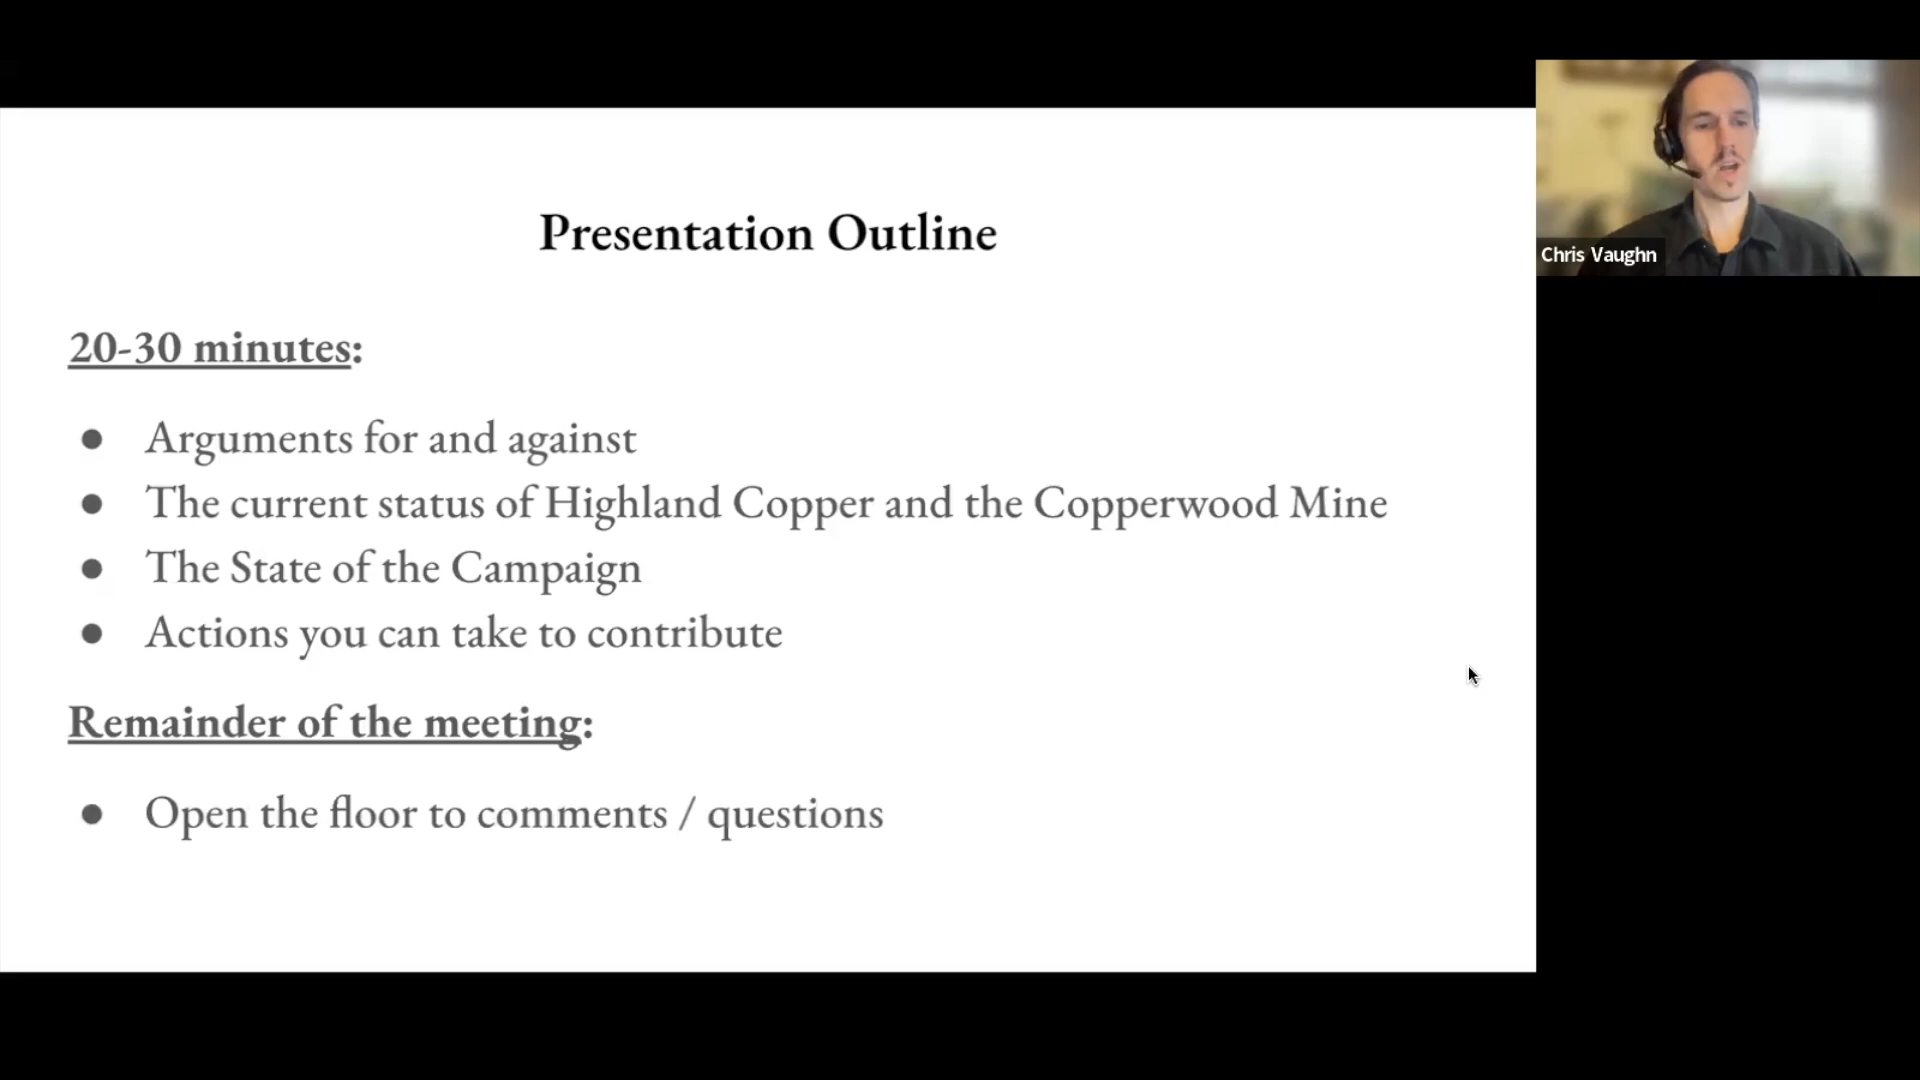 Presentation Outline
20-30 minutes:
● Arguments for and against
● The current status of Highland Copper and the Copperwood Mine
● The State of the Campaign
● Actions you can take to contribute
Remainder of the meeting:
● Open the floor to comments / questions
Chris Vaughn